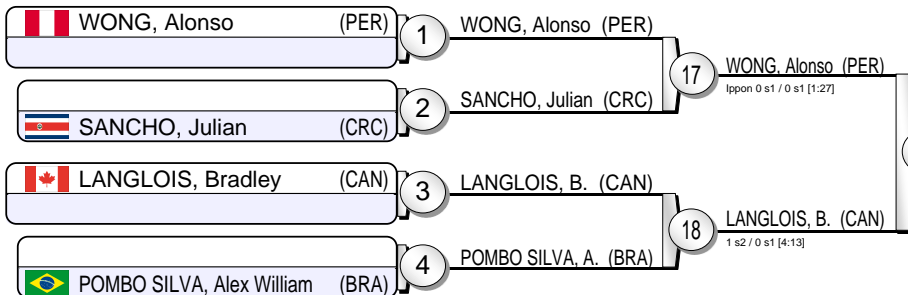 WONG, Alonso (PER)
1
WONG, Alonso (PER)
17
WONG, Alonso (PER)
Ippon 0 s1 / 0 s1 [1:27]
SANCHO, Julian (CRC)
2
SANCHO, Julian (CRC)
LANGLOIS, Bradley (CAN)
3
LANGLOIS, B. (CAN)
18
LANGLOIS, B. (CAN)
1 s2 / 0 s1 [4:13]
POMBO SILVA, Alex William (BRA)
4
POMBO SILVA, A. (BRA)